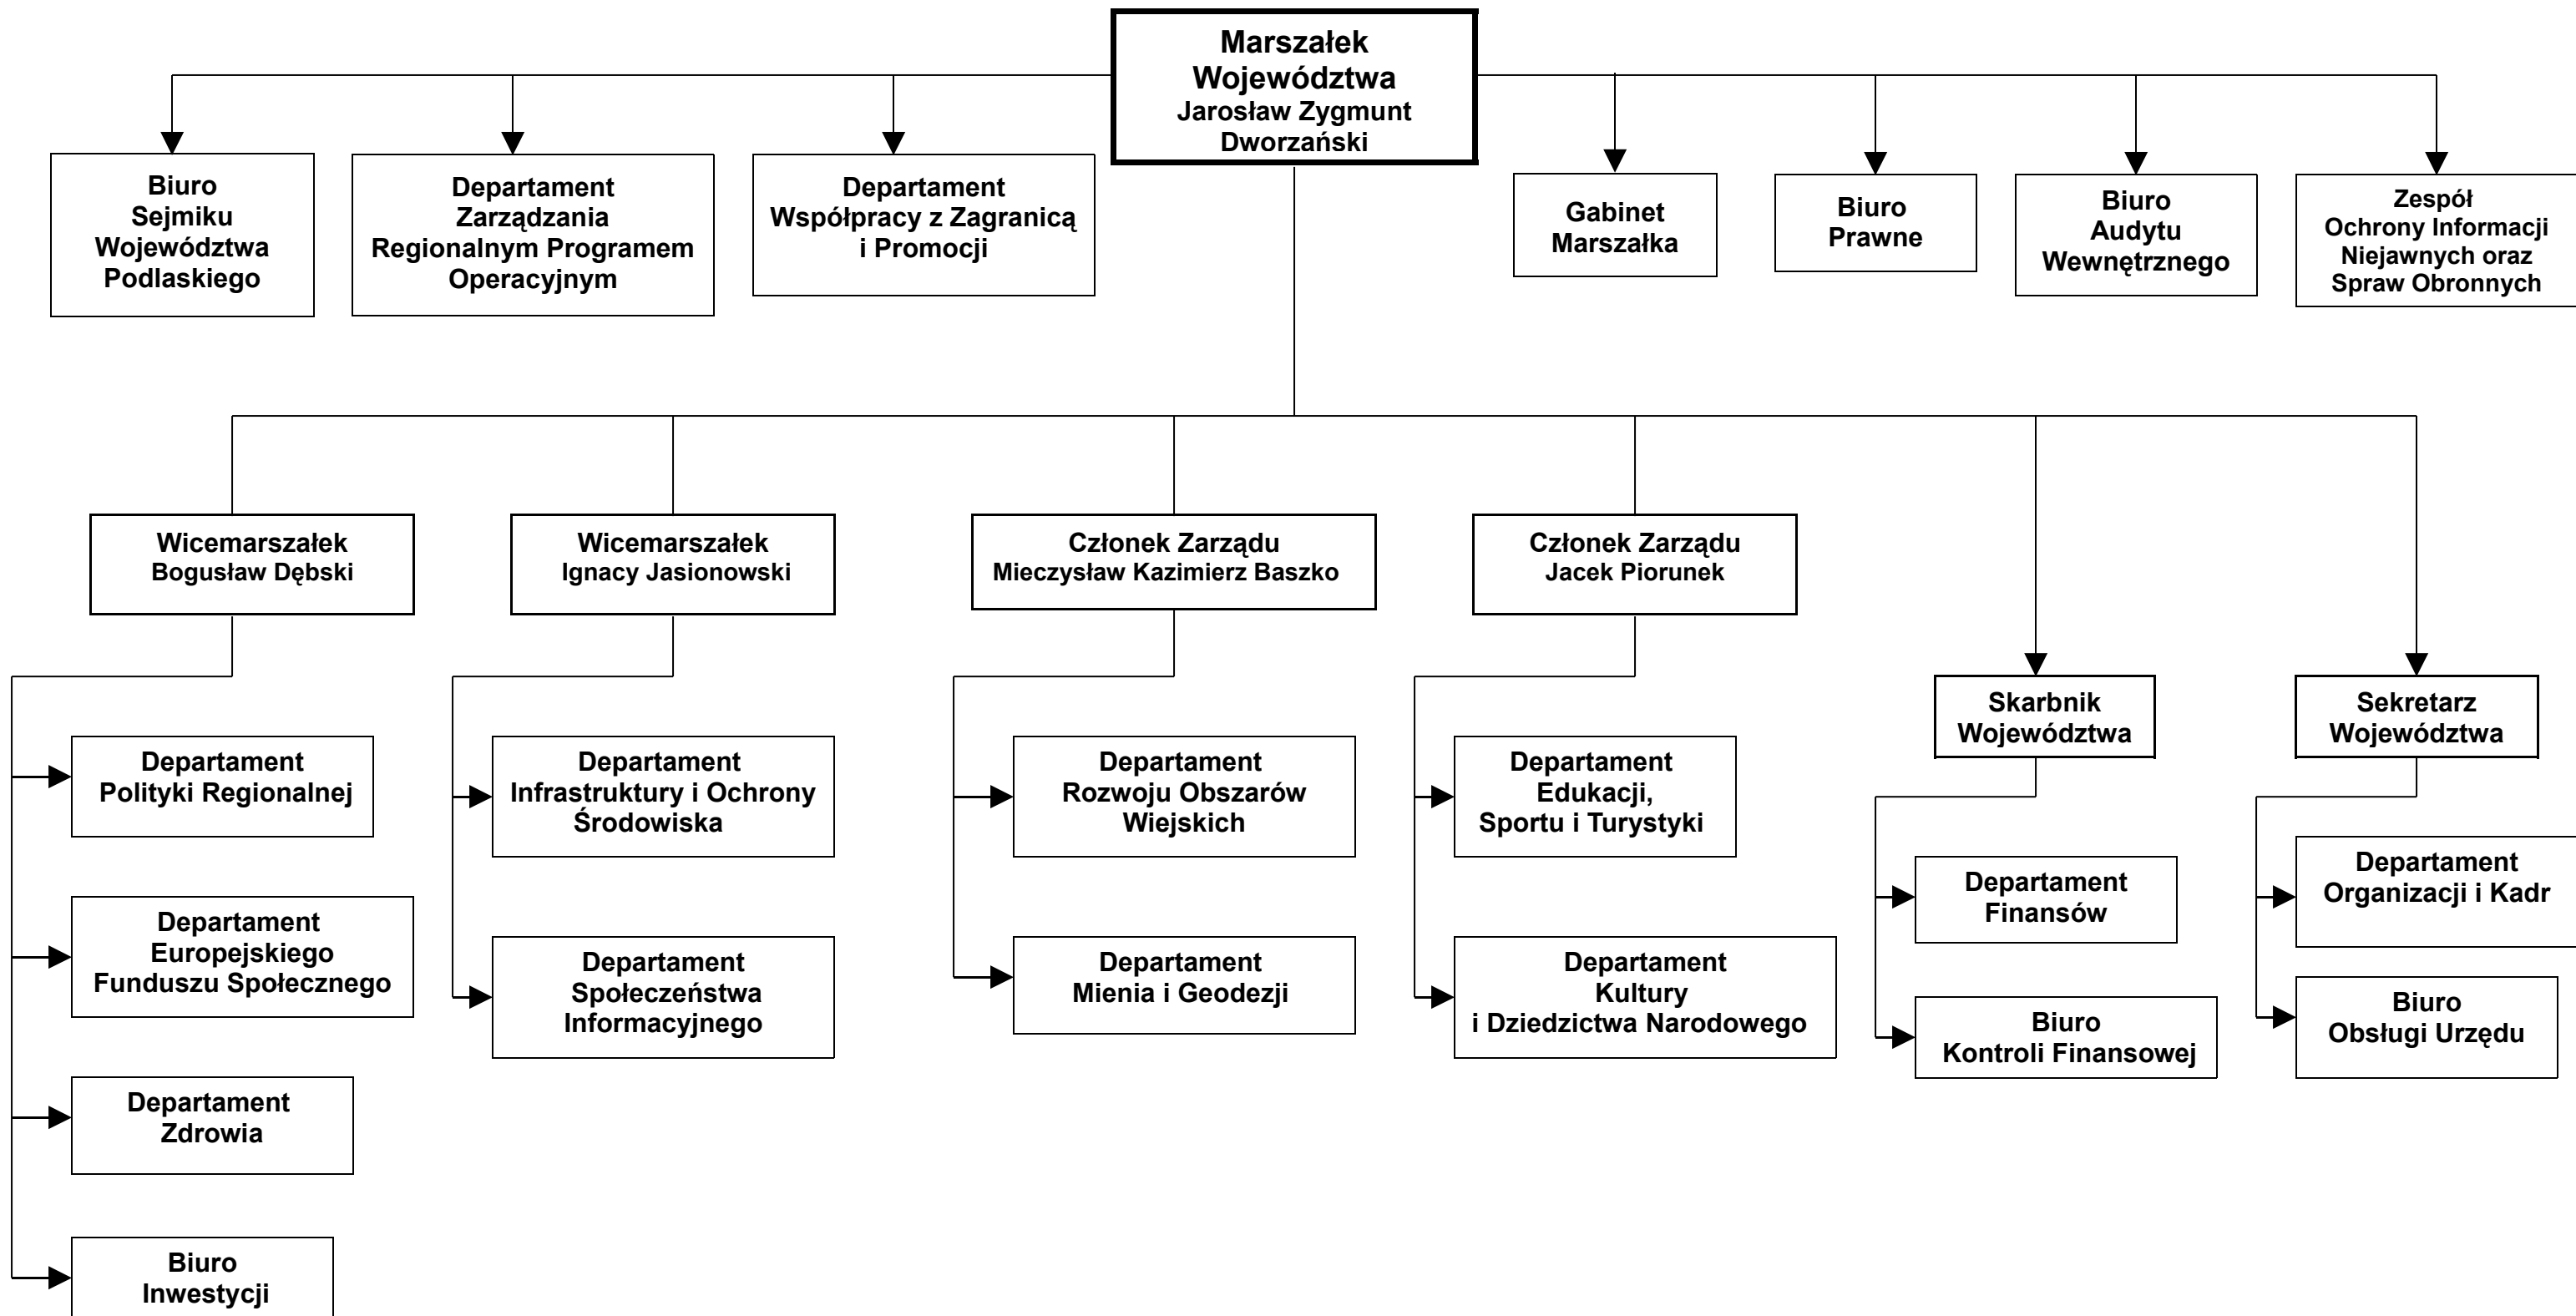 Marszałek
Województwa
Jarosław Zygmunt
Dworzański
Biuro
Sejmiku
Województwa
Podlaskiego
Departament
Zarządzania
Regionalnym Programem
Operacyjnym
Departament
Współpracy z Zagranicą
i Promocji
Gabinet
Marszałka
Biuro
Prawne
Biuro
Audytu
Wewnętrznego
Zespół
Ochrony Informacji
Niejawnych oraz
Spraw Obronnych
Wicemarszałek
Bogusław Dębski
Wicemarszałek
Ignacy Jasionowski
Członek Zarządu
Mieczysław Kazimierz Baszko
Członek Zarządu
Jacek Piorunek
Skarbnik
Województwa
Sekretarz
Województwa
Departament
Polityki Regionalnej
Departament
Europejskiego
Funduszu Społecznego
Departament
Zdrowia
Biuro
Inwestycji
Departament
Infrastruktury i Ochrony
Środowiska
Departament
Społeczeństwa
Informacyjnego
Departament
Rozwoju Obszarów
Wiejskich
Departament
Mienia i Geodezji
Departament
Edukacji,
Sportu i Turystyki
Departament
Kultury
i Dziedzictwa Narodowego
Departament
Finansów
Biuro
Kontroli Finansowej
Departament
Organizacji i Kadr
Biuro
Obsługi Urzędu